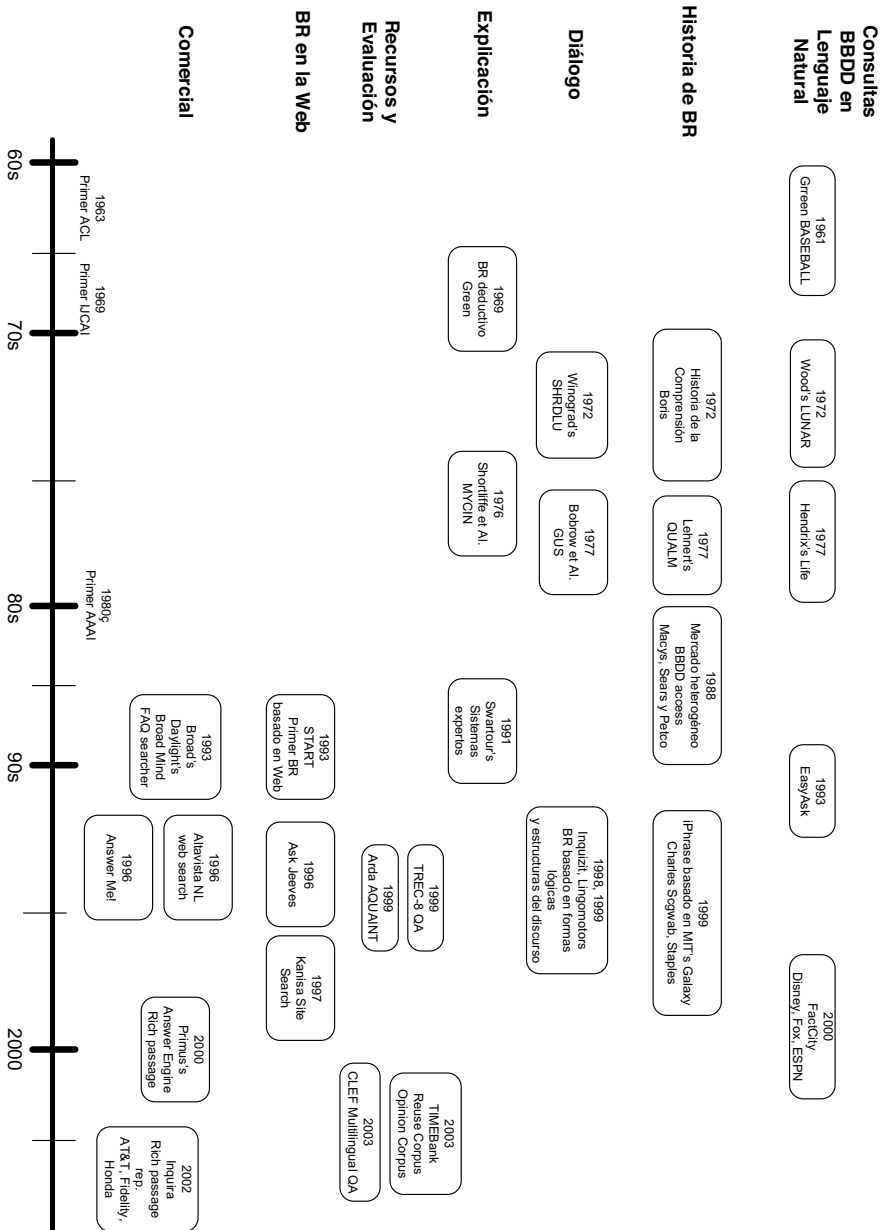 Consultas
BBDD en
Lenguaje
Natural
1961
Grreen BASEBALL
1972
Wood's LUNAR
1977
Hendrix's Life
1993
EasyAsk
2000
FactCity
Disney, Fox, ESPN
Historia de BR
1972
Historia de la
Comprensión
Boris
1977
Lehnert's
QUALM
1988
Mercado heterogéneo
BBDD access
Macys, Sears y Petco
1999
iPhrase basado en MIT's Galaxy
Charles Scgwab, Staples
Diálogo
1972
Winograd's
SHRDLU
1977
Bobrow et Al.
GUS
1998, 1999
Inquizit, Lingomotors
BR basado en formas
lógicas
y estructuras del discurso
Explicación
1969
BR deductivo
Green
1976
Shortliffe et Al.
MYCIN
1991
Swartour's
Sistemas
expertos
Recursos y
Evaluación
1999
TREC-8 QA
1999
Arda AQUAINT
2003
TIMEBank
Reuse Corpus
Opinion Corpus
2003
CLEF Multilingual QA
BR en la Web
1993
START
Primer BR
basado en Web
1996
Ask Jeeves
1997
Kanisa Site
Search
Comercial
1993
Broad's
Daylight's
Broad Mind
FAQ searcher
1996
Altavista NL
web search
1996
Answer Me!
2000
Primus's
Answer Engine
Rich passage
2002
Inquira
Rich passage
rep.
AT&T, Fidelity,
Honda
1963
Primer ACL
1969
Primer IJCAI
1980ç
Primer AAAI
60s
70s
80s
90s
2000